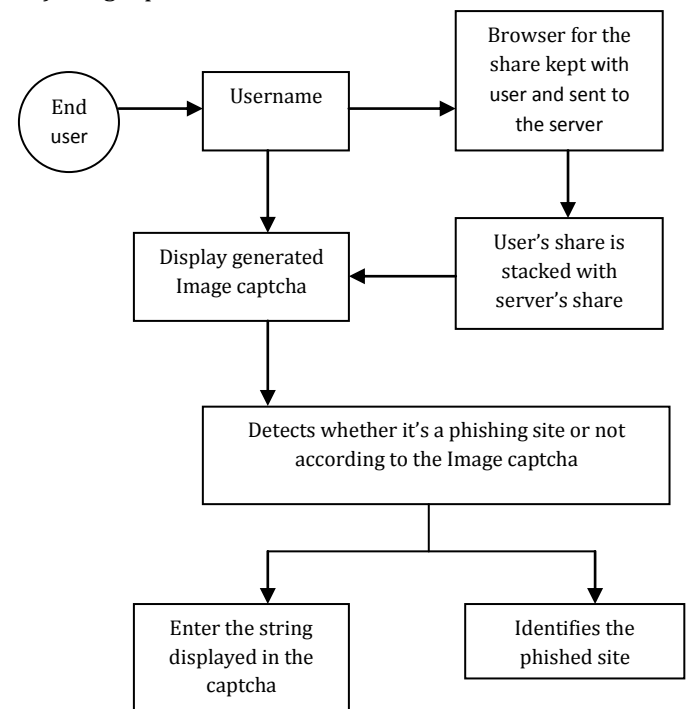 Browser for the
share kept with
user and sent to
the server
End
user
Username
Display generated
Image captcha
User's share is
stacked with
server's share
Detects whether it's a phishing site or not
according to the Image captcha
Enter the string
displayed in the
captcha
Identifies the
phished site